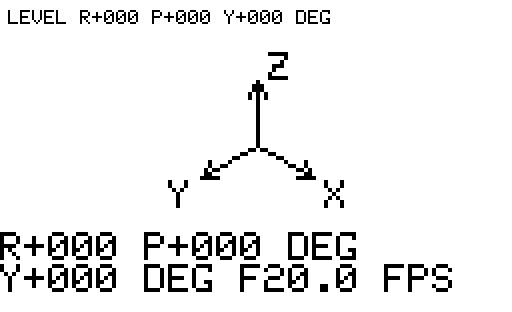 LEVEL R+000 P+000 Y+000 DEG
Z
Y X
R+000 P+000 DEG
Y+000 DEG F20.0 FPS